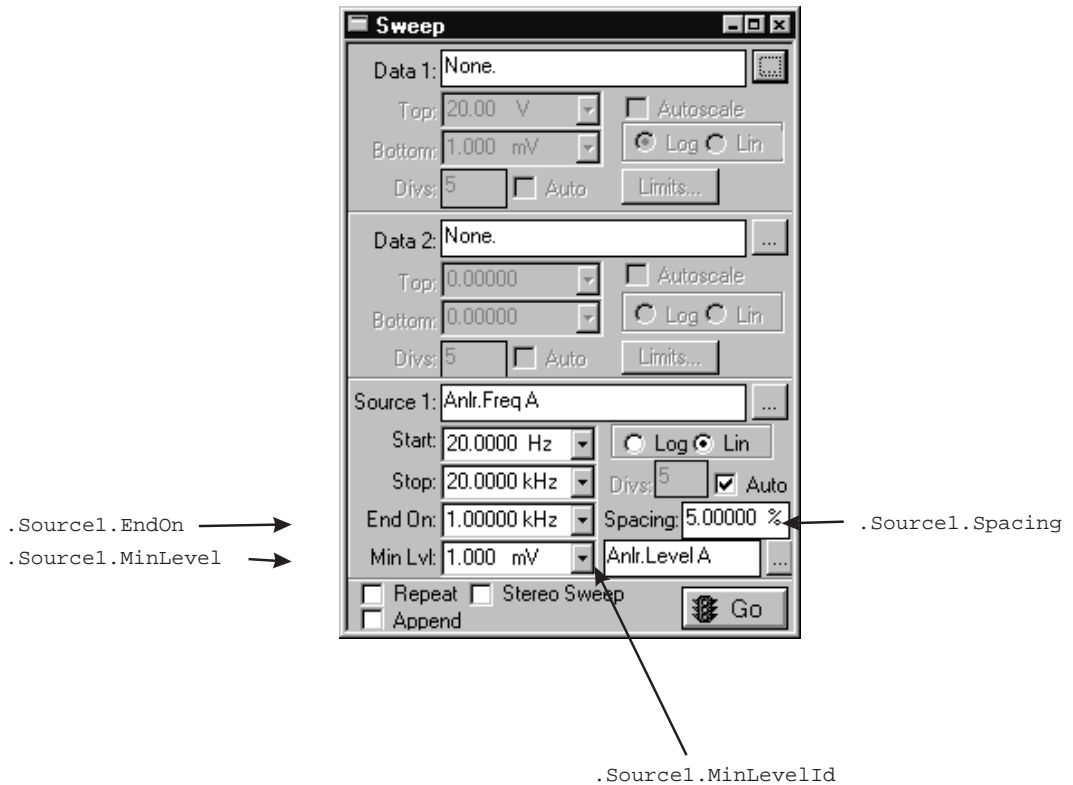 Sweep
Data 1: None. ...
Top: 20.00 V Autoscale
Bottom: 1.000 mV Log Lin
Divs: 5 Auto Limits...
Data 2: None. ...
Top: 0.00000 Autoscale
Bottom: 0.00000 Log Lin
Divs: 5 Auto Limits...
Source 1: Anlr.Freq A ...
Start: 20.0000 Hz Log Lin
Stop: 20.0000 kHz Divs: 5 Auto
.Source1.EndOn End On: 1.00000 kHz Spacing: 5.00000 % .Source1.Spacing
.Source1.MinLevel Min Lvl: 1.000 mV Anlr.Level A ...
Repeat Stereo Sweep
Append Go
.Source1.MinLevelId